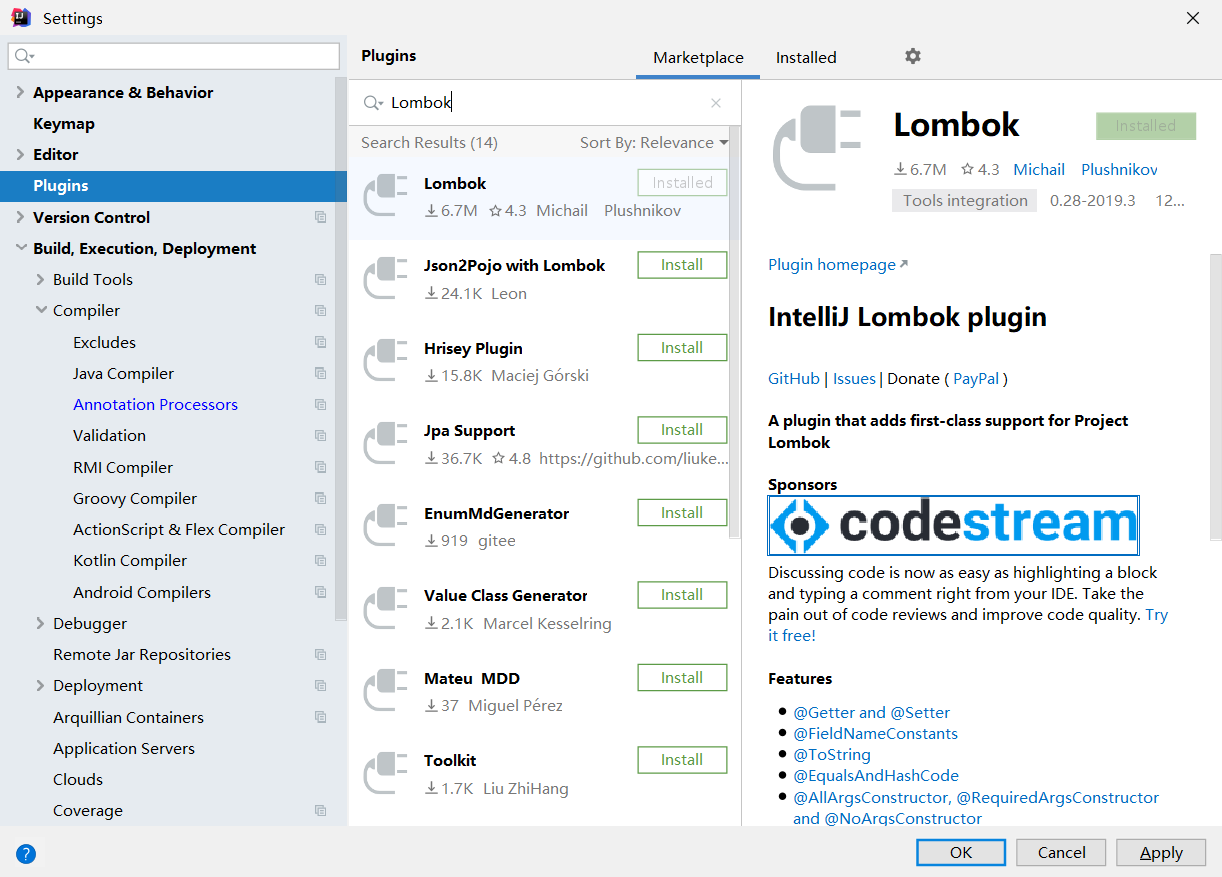 Settings
Appearance & Behavior
Keymap
Editor
Plugins
Version Control
Build, Execution, Deployment
Build Tools
Compiler
Excludes
Java Compiler
Annotation Processors
Validation
RMI Compiler
Groovy Compiler
ActionScript & Flex Compiler
Kotlin Compiler
Android Compilers
Debugger
Remote Jar Repositories
Deployment
Arquillian Containers
Application Servers
Clouds
Coverage
Plugins
Marketplace Installed
Lombok
Search Results (14) Sort By: Relevance
Lombok Installed
6.7M 4.3 Michail Plushnikov
Json2Pojo with Lombok Install
24.1K Leon
Hrisey Plugin Install
15.8K Maciej Górski
Jpa Support Install
36.7K 4.8 https://github.com/liuke...
EnumMdGenerator Install
919 gitee
Value Class Generator Install
2.1K Marcel Kesselring
Mateu MDD Install
37 Miguel Pérez
Toolkit Install
1.7K Liu ZhiHang
Lombok Installed
6.7M 4.3 Michail Plushnikov
Tools integration 0.28-2019.3 12...
Plugin homepage
IntelliJ Lombok plugin
GitHub | Issues | Donate ( PayPal )
A plugin that adds first-class support for Project
Lombok
Sponsors
codestream
Discussing code is now as easy as highlighting a block
and typing a comment right from your IDE. Take the
pain out of code reviews and improve code quality. Try
it free!
Features
@Getter and @Setter
@FieldNameConstants
@ToString
@EqualsAndHashCode
@AllArgsConstructor, @RequiredArgsConstructor
and @NoArgsConstructor
?
OK Cancel Apply